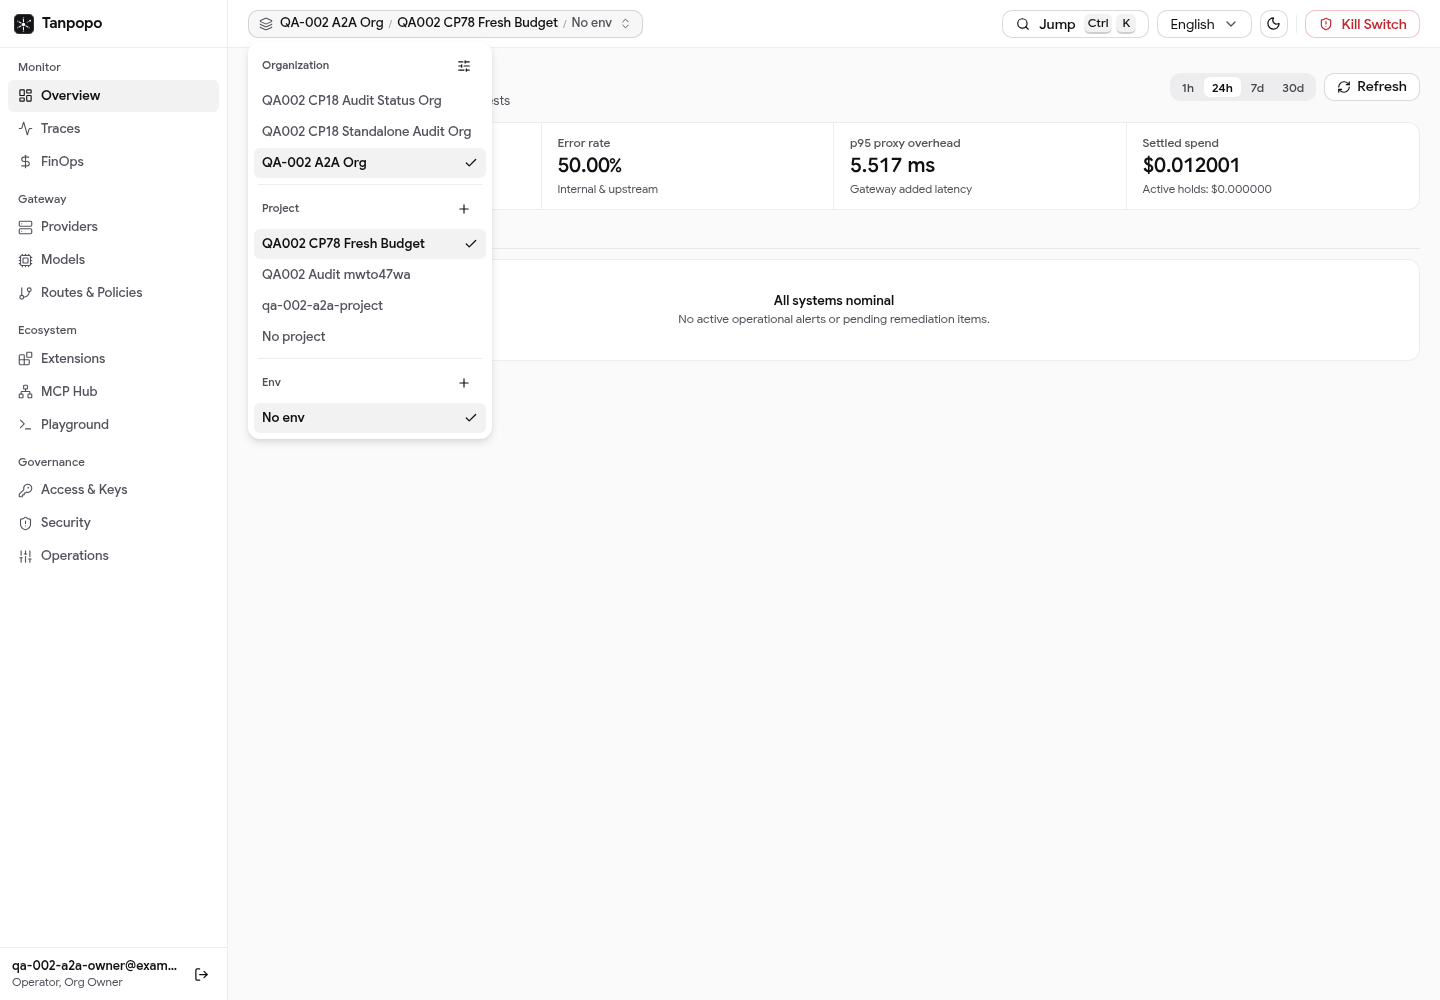 Tanpopo
QA-002 A2A Org / QA002 CP78 Fresh Budget / No env
Jump Ctrl K
English
Kill Switch
Monitor
Overview
Traces
FinOps
Gateway
Providers
Models
Routes & Policies
Ecosystem
Extensions
MCP Hub
Playground
Governance
Access & Keys
Security
Operations
qa-002-a2a-owner@exam...
Operator, Org Owner
Organization
QA002 CP18 Audit Status Org
QA002 CP18 Standalone Audit Org
QA-002 A2A Org
Project
QA002 CP78 Fresh Budget
QA002 Audit mwto47wa
qa-002-a2a-project
No project
Env
No env
1h 24h 7d 30d
Refresh
Error rate
50.00%
Internal & upstream
p95 proxy overhead
5.517 ms
Gateway added latency
Settled spend
$0.012001
Active holds: $0.000000
All systems nominal
No active operational alerts or pending remediation items.